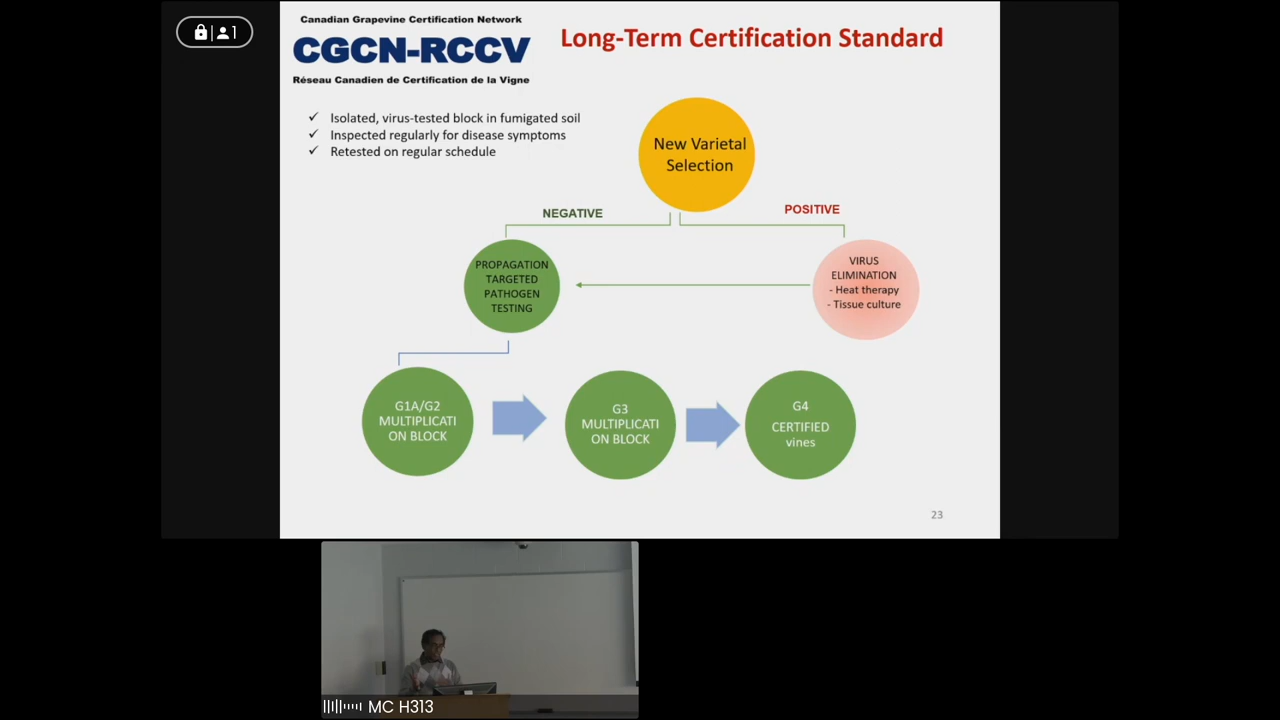 1
Canadian Grapevine Certification Network
CGCN-RCCV
Réseau Canadien de Certification de la Vigne
Long-Term Certification Standard
✓ Isolated, virus-tested block in fumigated soil
✓ Inspected regularly for disease symptoms
✓ Retested on regular schedule
New Varietal
Selection
NEGATIVE
POSITIVE
PROPAGATION
TARGETED
PATHOGEN
TESTING
VIRUS
ELIMINATION
- Heat therapy
- Tissue culture
G1A/G2
MULTIPLICATI
ON BLOCK
G3
MULTIPLICATI
ON BLOCK
G4
CERTIFIED
vines
23
MC H313